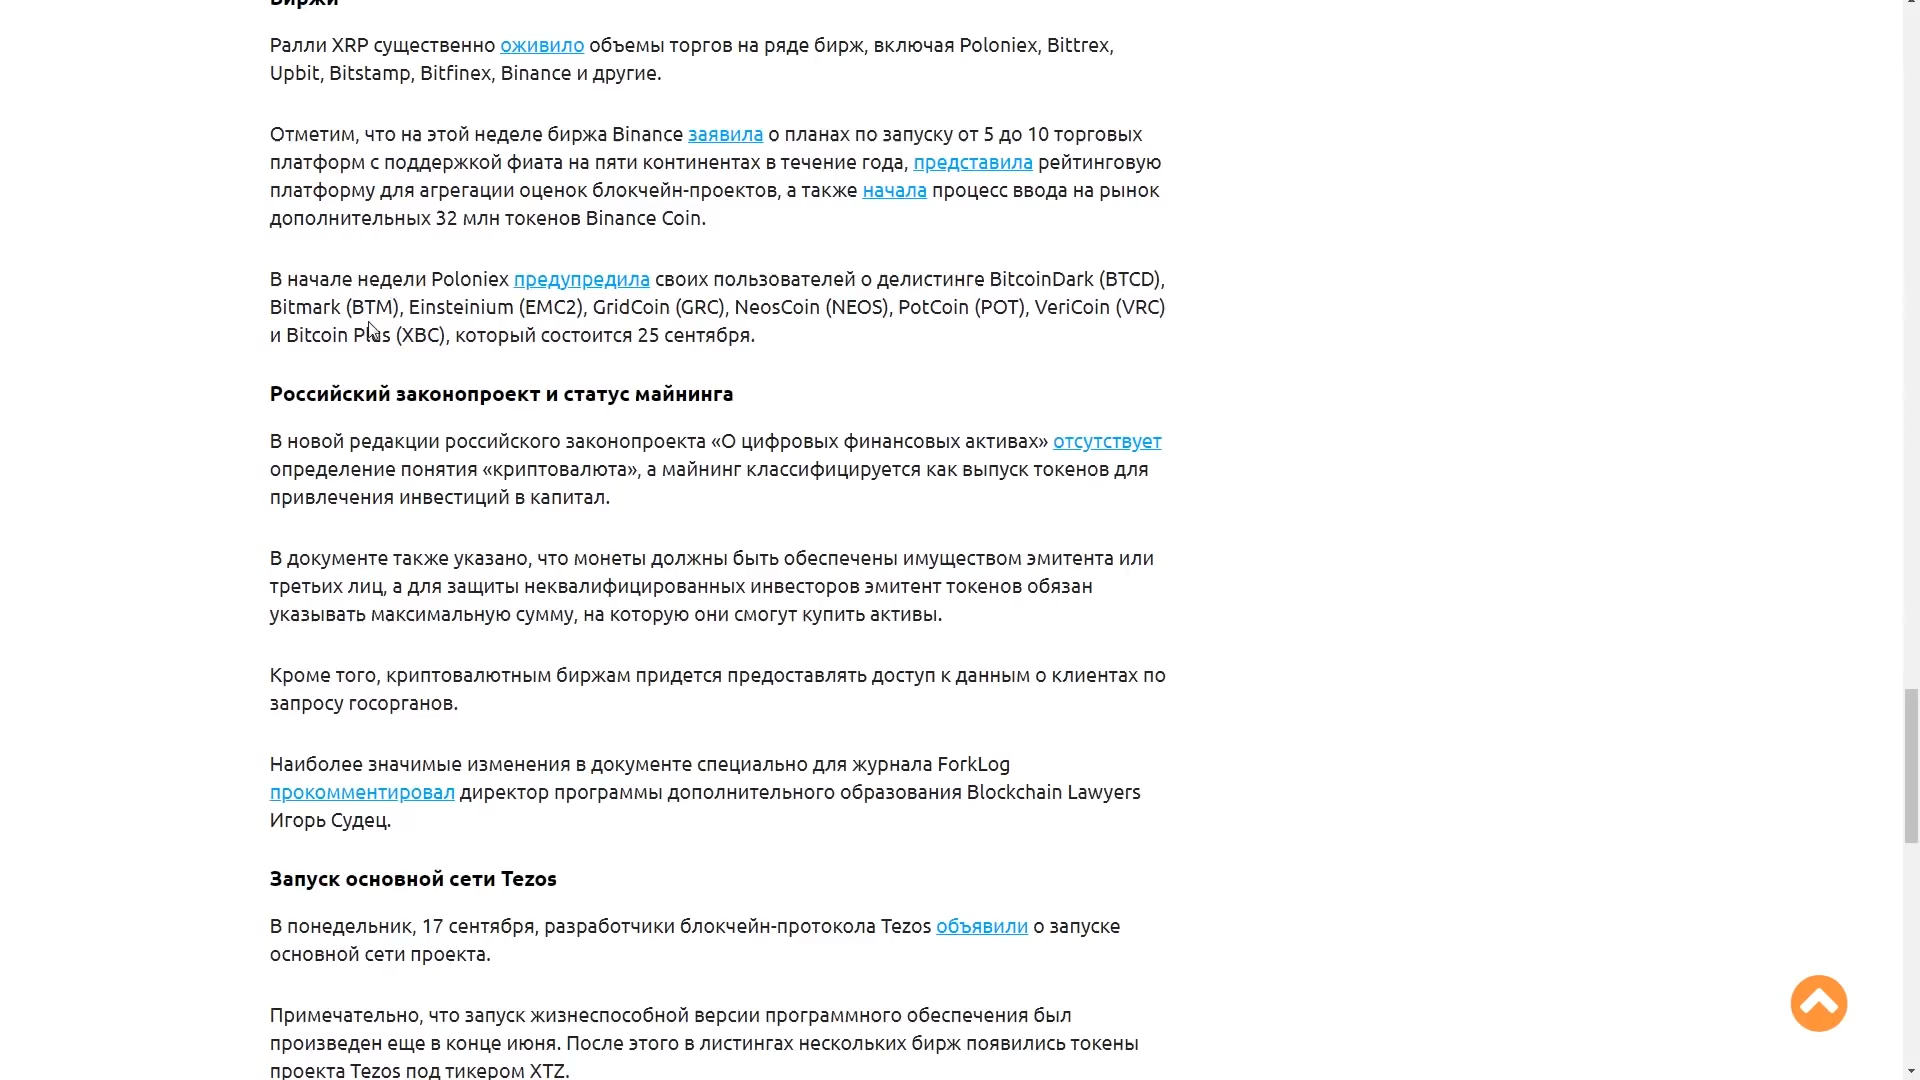 Биржи
Ралли XRP существенно оживило объемы торгов на ряде бирж, включая Poloniex, Bittrex,
Upbit, Bitstamp, Bitfinex, Binance и другие.
Отметим, что на этой неделе биржа Binance заявила о планах по запуску от 5 до 10 торговых
платформ с поддержкой фиата на пяти континентах в течение года, представила рейтинговую
платформу для агрегации оценок блокчейн-проектов, а также начала процесс ввода на рынок
дополнительных 32 млн токенов Binance Coin.
В начале недели Poloniex предупредила своих пользователей о делистинге BitcoinDark (BTCD),
Bitmark (BTM), Einsteinium (EMC2), GridCoin (GRC), NeosCoin (NEOS), PotCoin (POT), VeriCoin (VRC)
и Bitcoin Plus (XBC), который состоится 25 сентября.
Российский законопроект и статус майнинга
В новой редакции российского законопроекта «О цифровых финансовых активах» отсутствует
определение понятия «криптовалюта», а майнинг классифицируется как выпуск токенов для
привлечения инвестиций в капитал.
В документе также указано, что монеты должны быть обеспечены имуществом эмитента или
третьих лиц, а для защиты неквалифицированных инвесторов эмитент токенов обязан
указывать максимальную сумму, на которую они смогут купить активы.
Кроме того, криптовалютным биржам придется предоставлять доступ к данным о клиентах по
запросу госорганов.
Наиболее значимые изменения в документе специально для журнала ForkLog
прокомментировал директор программы дополнительного образования Blockchain Lawyers
Игорь Судец.
Запуск основной сети Tezos
В понедельник, 17 сентября, разработчики блокчейн-протокола Tezos объявили о запуске
основной сети проекта.
Примечательно, что запуск жизнеспособной версии программного обеспечения был
произведен еще в конце июня. После этого в листингах нескольких бирж появились токены
проекта Tezos под тикером XTZ.